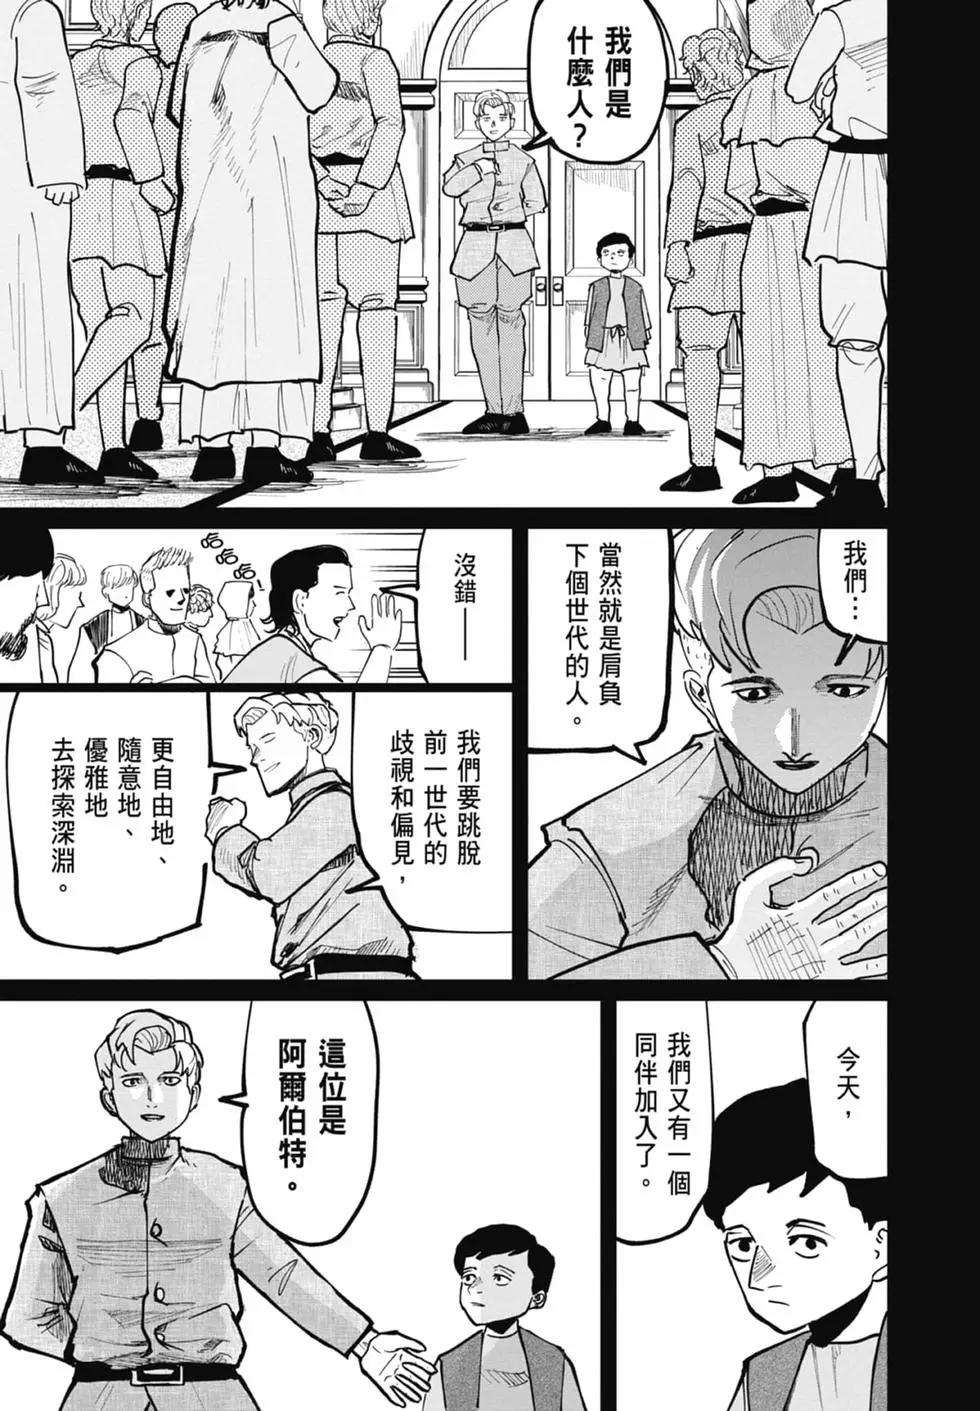 我們是
什麼人？
我們…
當然就是肩負
下個世代的人。
沒錯——
哈哈哈！
我們要跳脫
前一世代的
歧視和偏見，
更自由地、
隨意地、
優雅地
去探索深淵。
今天，
我們又有一個
同伴加入了。
這位是
阿爾伯特。